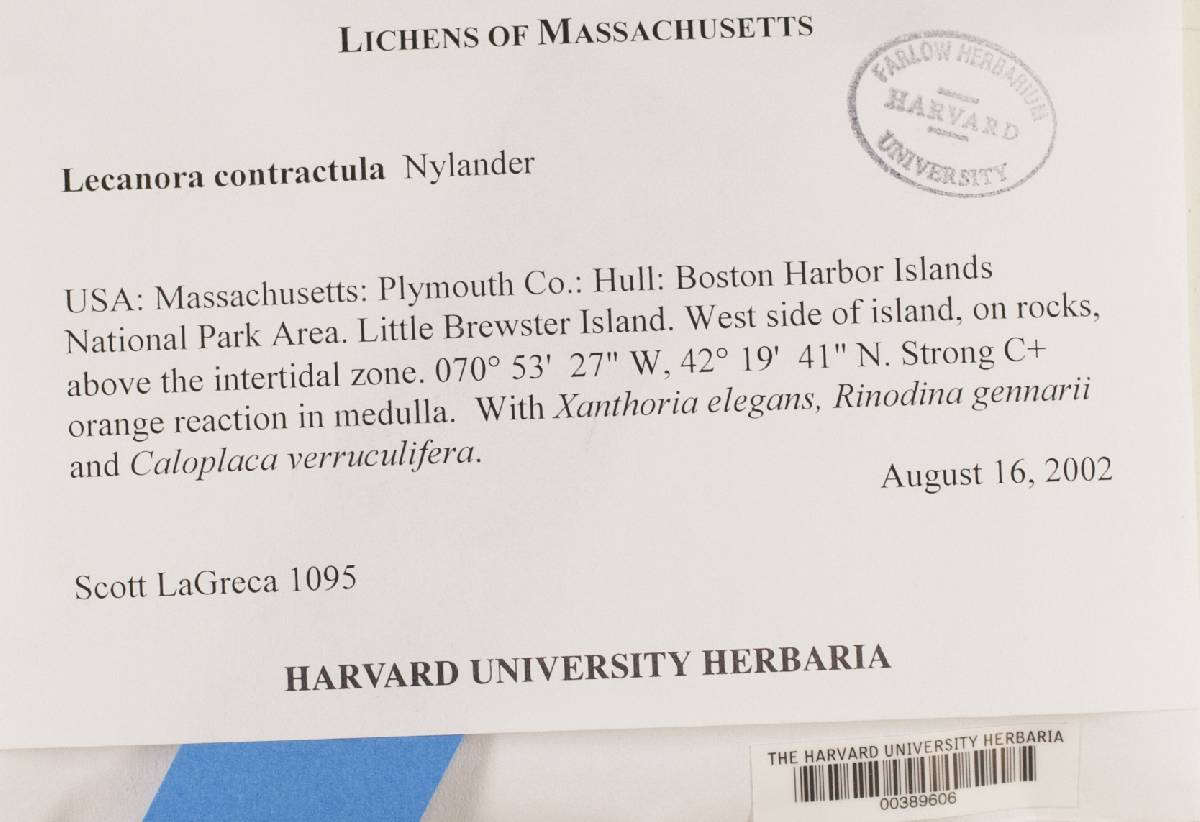 LICHENS OF MASSACHUSETTS
FARLOW HERBARIUM
HARVARD
UNIVERSITY
Lecanora contractula Nylander
USA: Massachusetts: Plymouth Co.: Hull: Boston Harbor Islands
National Park Area. Little Brewster Island. West side of island, on rocks,
above the intertidal zone. 070° 53' 27" W, 42° 19' 41" N. Strong C+
orange reaction in medulla. With Xanthoria elegans, Rinodina gennarii
and Caloplaca verruculifera.
August 16, 2002
Scott LaGreca 1095
HARVARD UNIVERSITY HERBARIA
THE HARVARD UNIVERSITY HERBARIA
00389606